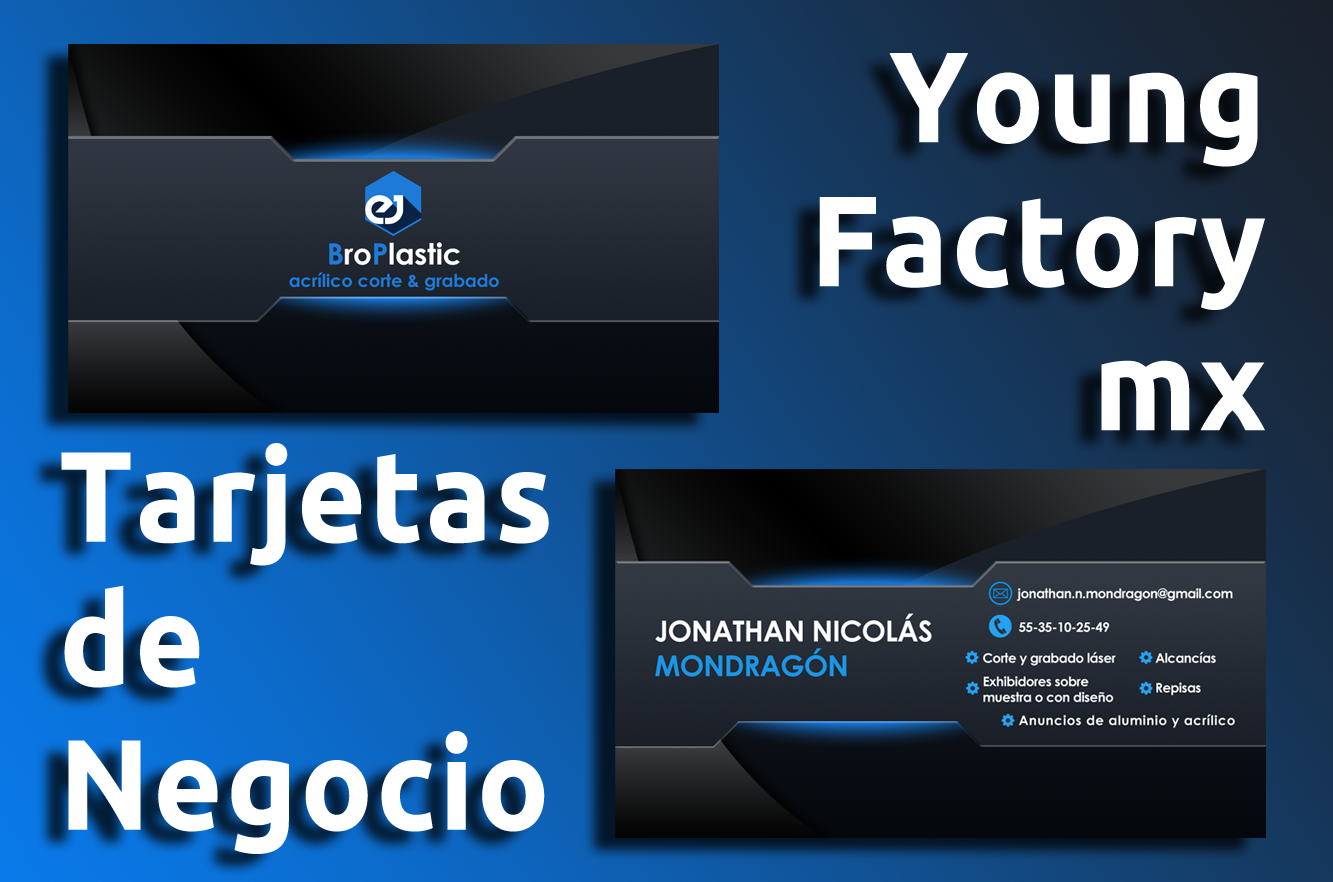 Young
Factory
mx
ej
BroPlastic
acrílico corte & grabado
Tarjetas
de
Negocio
JONATHAN NICOLÁS
MONDRAGÓN
jonathan.n.mondragon@gmail.com
55-35-10-25-49
Corte y grabado láser
Alcancías
Exhibidores sobre
muestra o con diseño
Repisas
Anuncios de aluminio y acrílico